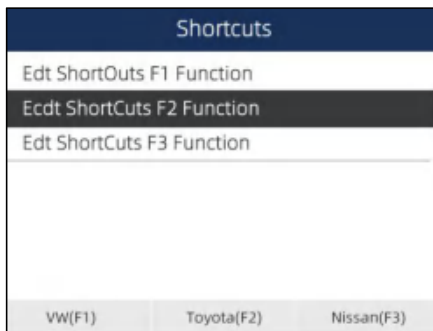 Shortcuts
Edt ShortOuts F1 Function
Ecdt ShortCuts F2 Function
Edt ShortCuts F3 Function
VW(F1) Toyota(F2) Nissan(F3)